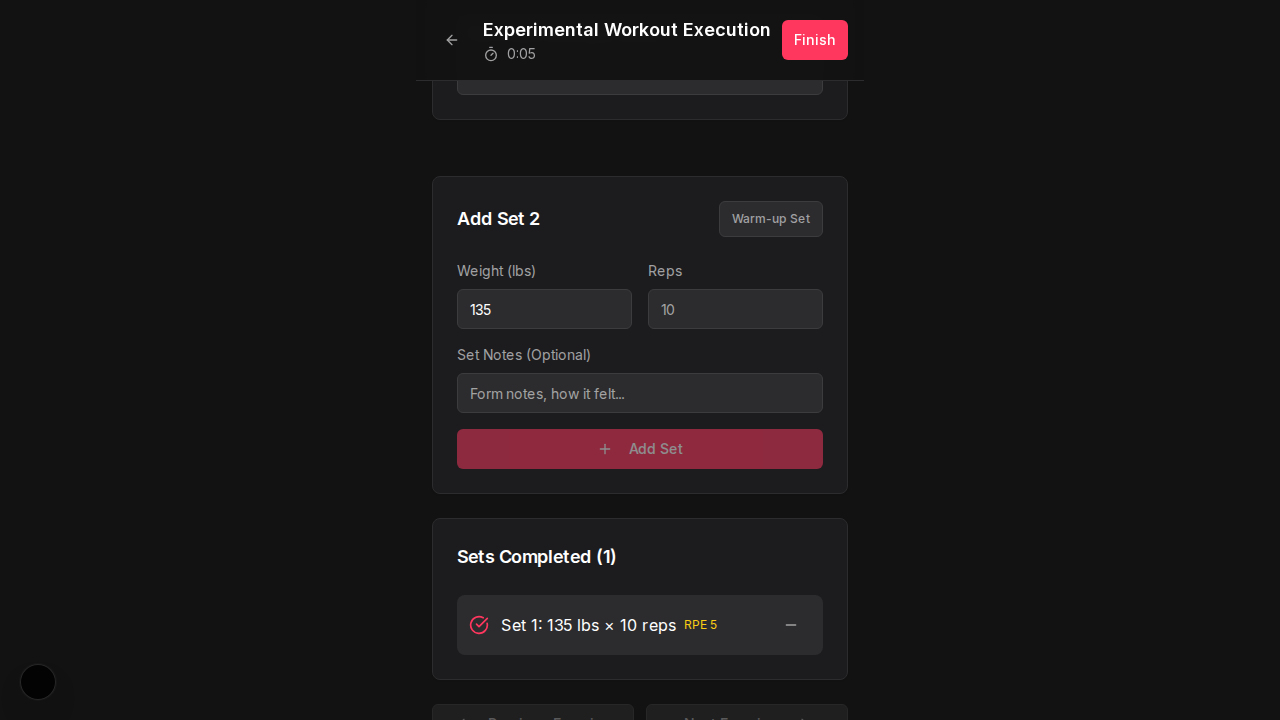 Experimental Workout Execution
0:05
Finish
Add Set 2
Warm-up Set
Weight (lbs)
Reps
135
10
Set Notes (Optional)
Form notes, how it felt...
Add Set
Sets Completed (1)
Set 1: 135 lbs × 10 reps RPE 5